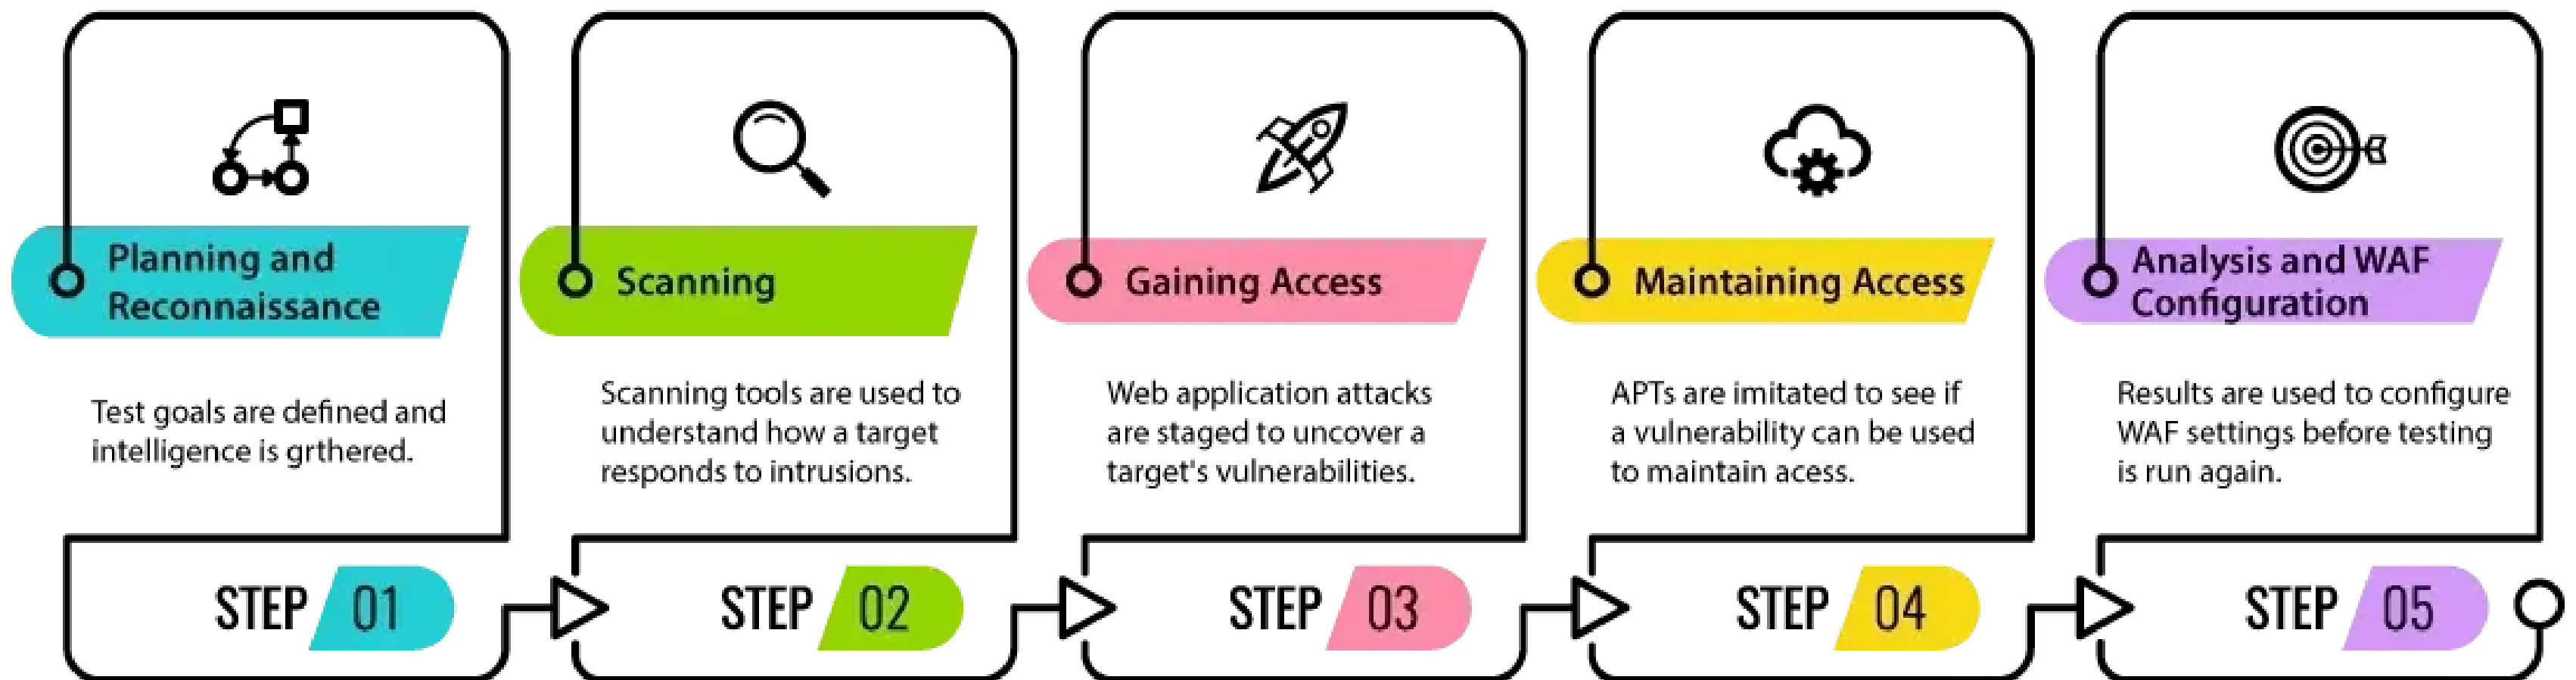 Planning and
Reconnaissance
Test goals are defined and
intelligence is grthered.
STEP 01
Scanning
Scanning tools are used to
understand how a target
responds to intrusions.
STEP 02
Gaining Access
Web application attacks
are staged to uncover a
target's vulnerabilities.
STEP 03
Maintaining Access
APTs are imitated to see if
a vulnerability can be used
to maintain acess.
STEP 04
Analysis and WAF
Configuration
Results are used to configure
WAF settings before testing
is run again.
STEP 05